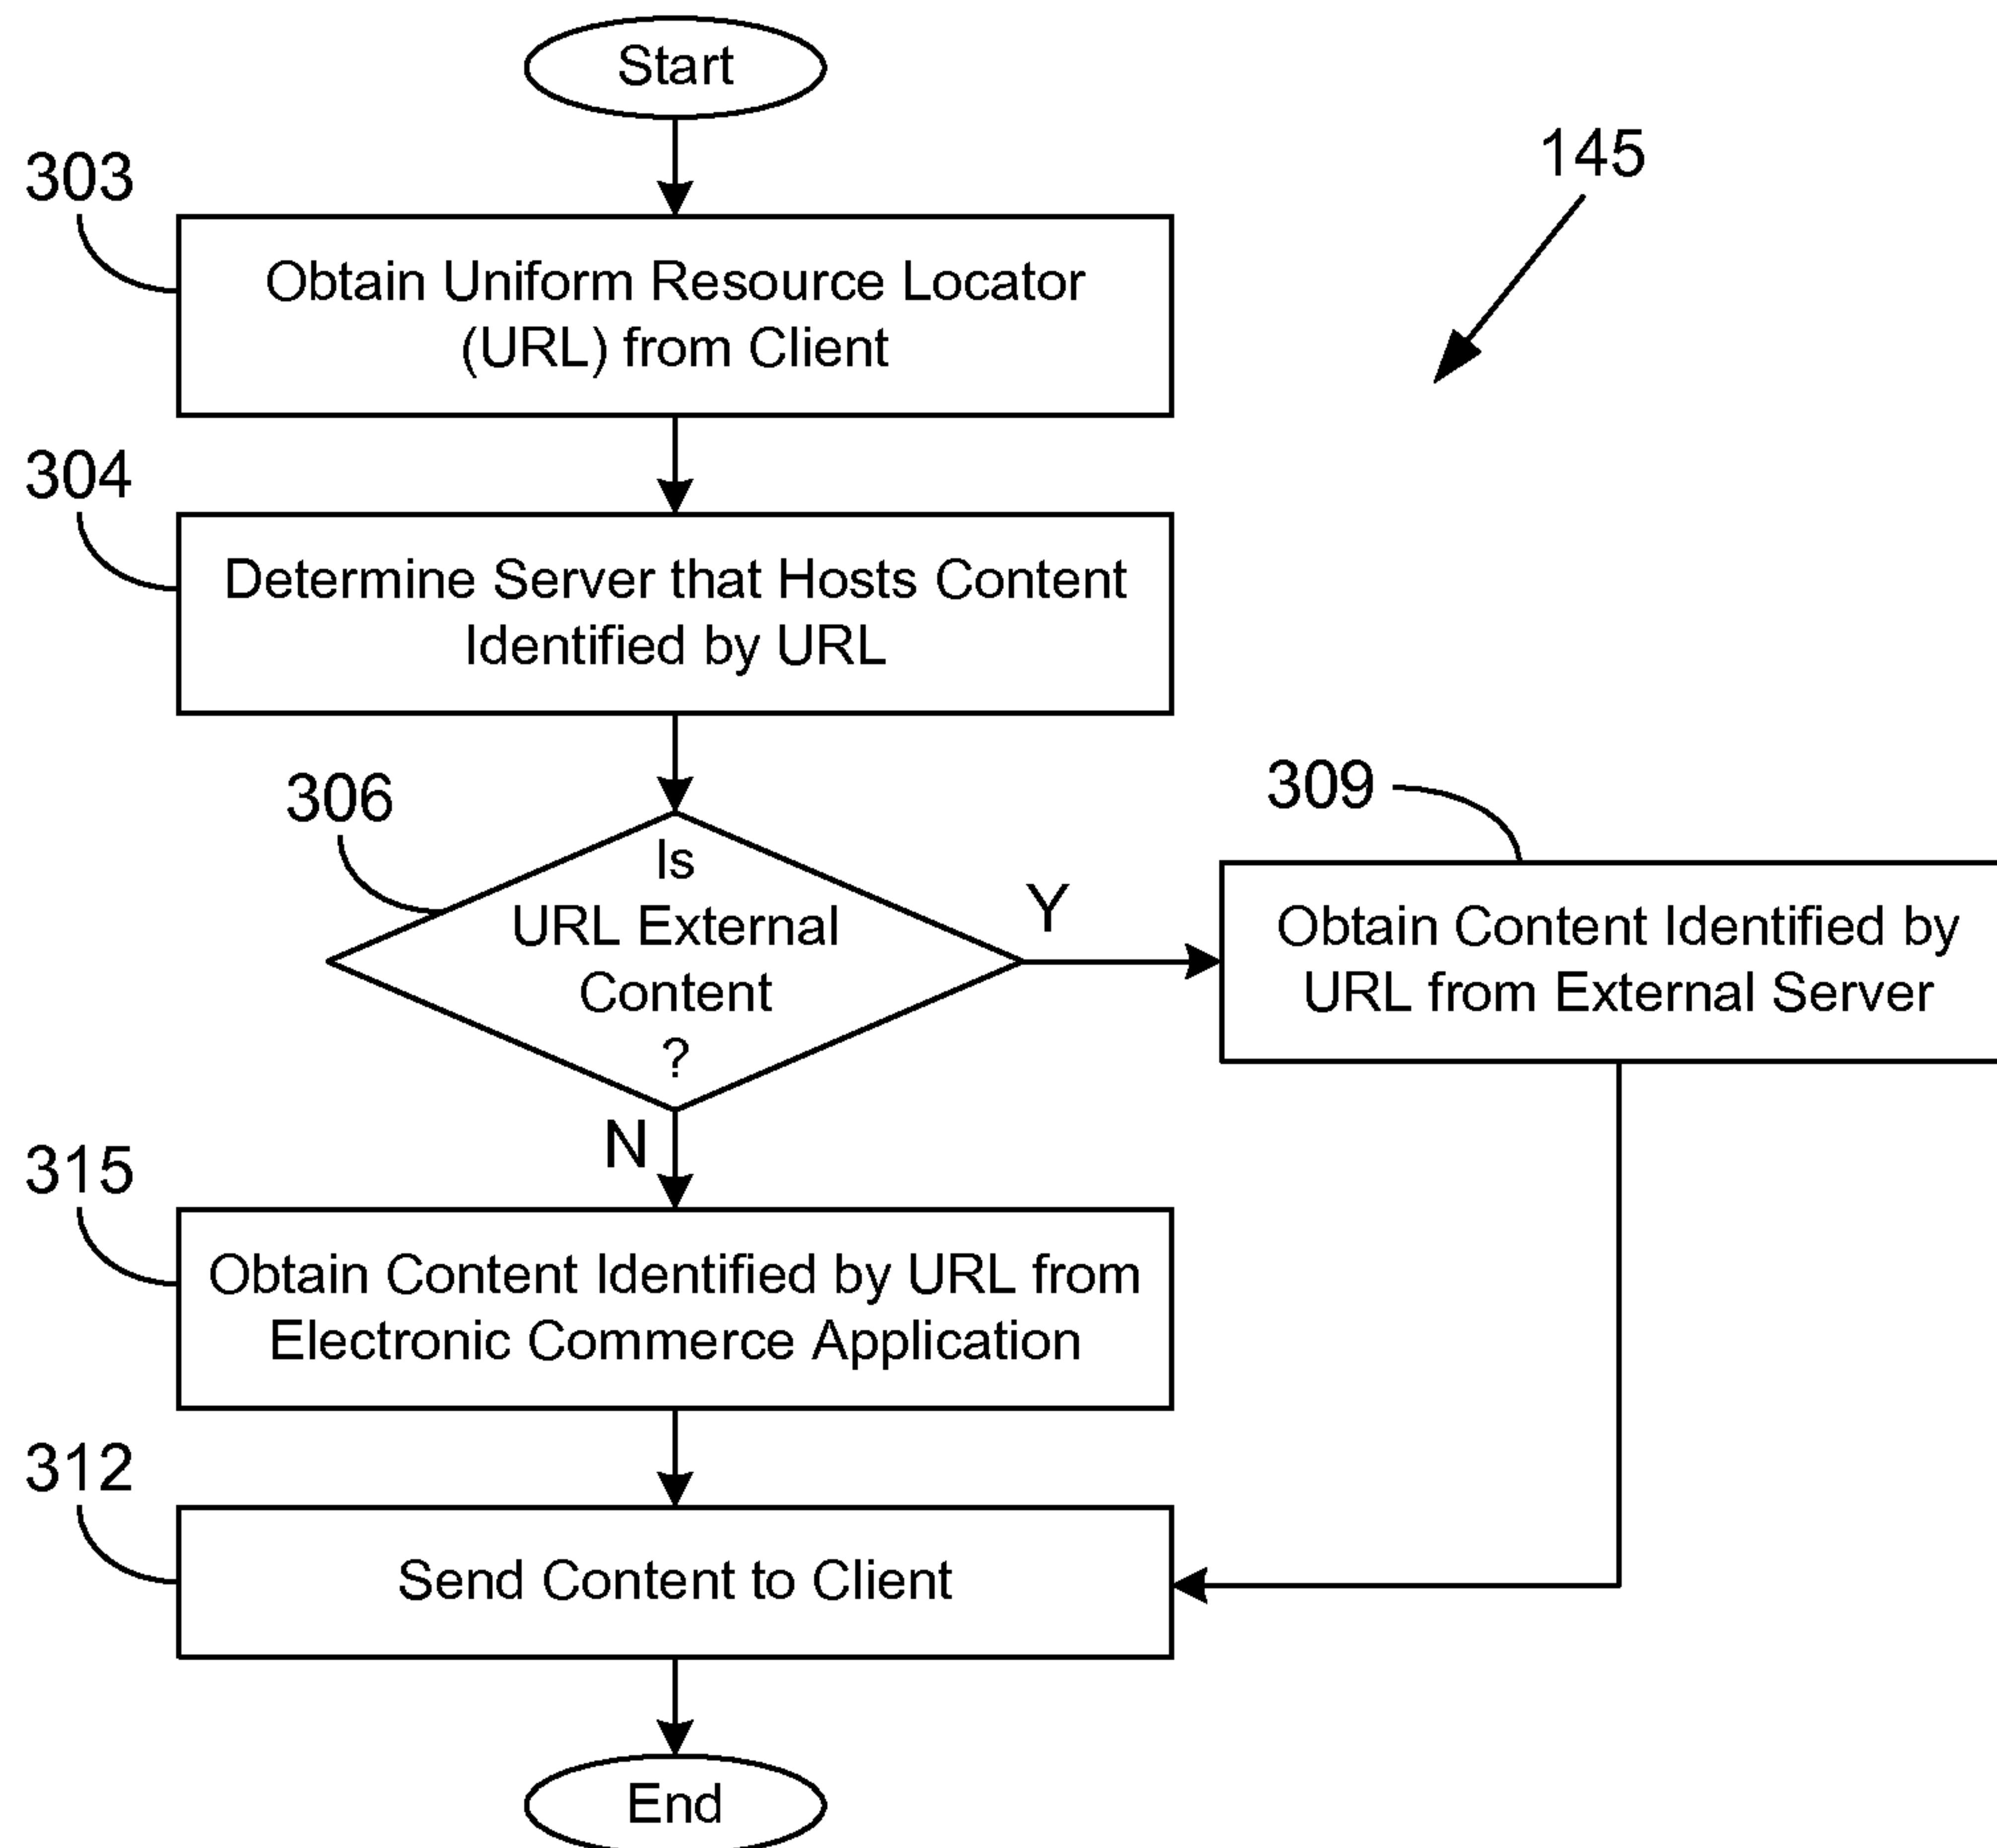 Start
303
145
Obtain Uniform Resource Locator
(URL) from Client
304
Determine Server that Hosts Content
Identified by URL
306
309
Is
URL External
Content
?
Y
Obtain Content Identified by
URL from External Server
N
315
Obtain Content Identified by URL from
Electronic Commerce Application
312
Send Content to Client
End